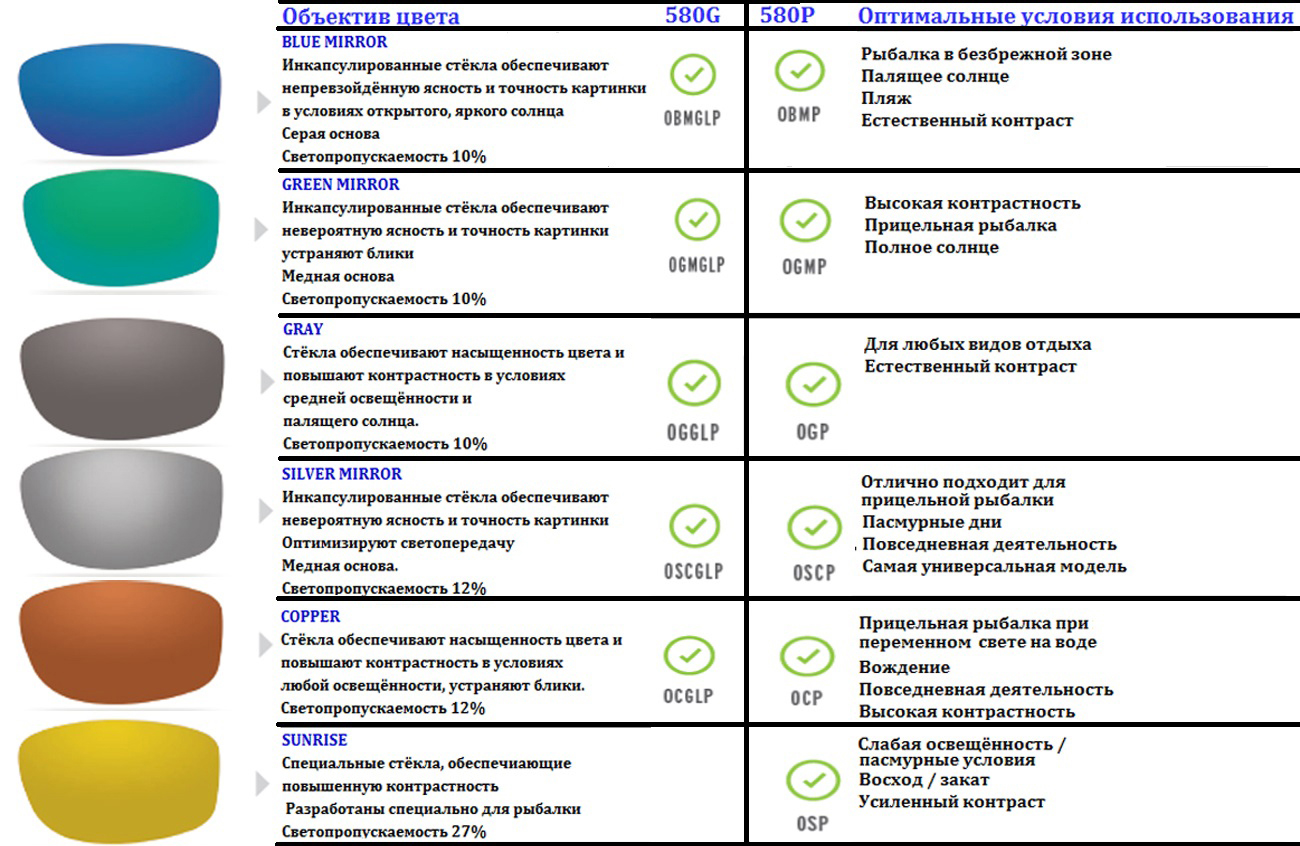 Объектив цвета 580G 580P Оптимальные условия использования
BLUE MIRROR
Инкапсулированные стёкла обеспечивают
непревзойдённую ясность и точность картинки
в условиях открытого, яркого солнца
Серая основа
Светопропускаемость 10%
OBMGLP
OBMP
Рыбалка в безбрежной зоне
Палящее солнце
Пляж
Естественный контраст
GREEN MIRROR
Инкапсулированные стёкла обеспечивают
невероятную ясность и точность картинки
устраняют блики
Медная основа
Светопропускаемость 10%
OGMGLP
OGMP
Высокая контрастность
Прицельная рыбалка
Полное солнце
GRAY
Стёкла обеспечивают насыщенность цвета и
повышают контрастность в условиях
средней освещённости и
палящего солнца.
Светопропускаемость 10%
OGGLP
OGP
Для любых видов отдыха
Естественный контраст
SILVER MIRROR
Инкапсулированные стёкла обеспечивают
невероятную ясность и точность картинки
Оптимизируют светопередачу
Медная основа.
Светопропускаемость 12%
OSCGLP
OSCP
Отлично подходит для
прицельной рыбалки
Пасмурные дни
Повседневная деятельность
Самая универсальная модель
COPPER
Стёкла обеспечивают насыщенность цвета и
повышают контрастность в условиях
любой освещённости, устраняют блики.
Светопропускаемость 12%
OCGLP
OCP
Прицельная рыбалка при
переменном свете на воде
Вождение
Повседневная деятельность
Высокая контрастность
SUNRISE
Специальные стёкла, обеспечиающие
повышенную контрастность
Разработаны специально для рыбалки
Светопропускаемость 27%
OSP
Слабая освещённость /
пасмурные условия
Восход / закат
Усиленный контраст